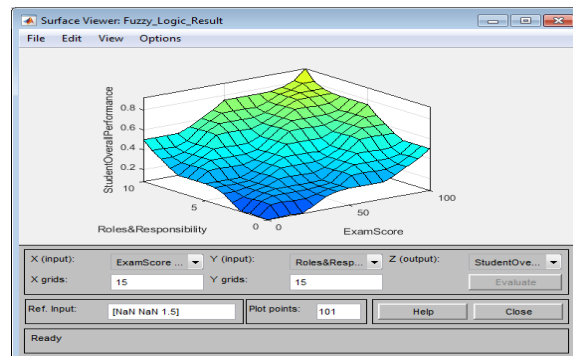 Surface Viewer: Fuzzy_Logic_Result
File Edit View Options
StudentOverallPerformance
0.8
0.6
0.4
0.2
10
5
0
Roles&Responsibility
0
50
100
ExamScore
X (input): ExamScore ... Y (input): Roles&Resp... Z (output): StudentOve...
X grids: 15 Y grids: 15 Evaluate
Ref. Input: [NaN NaN 1.5] Plot points: 101 Help Close
Ready